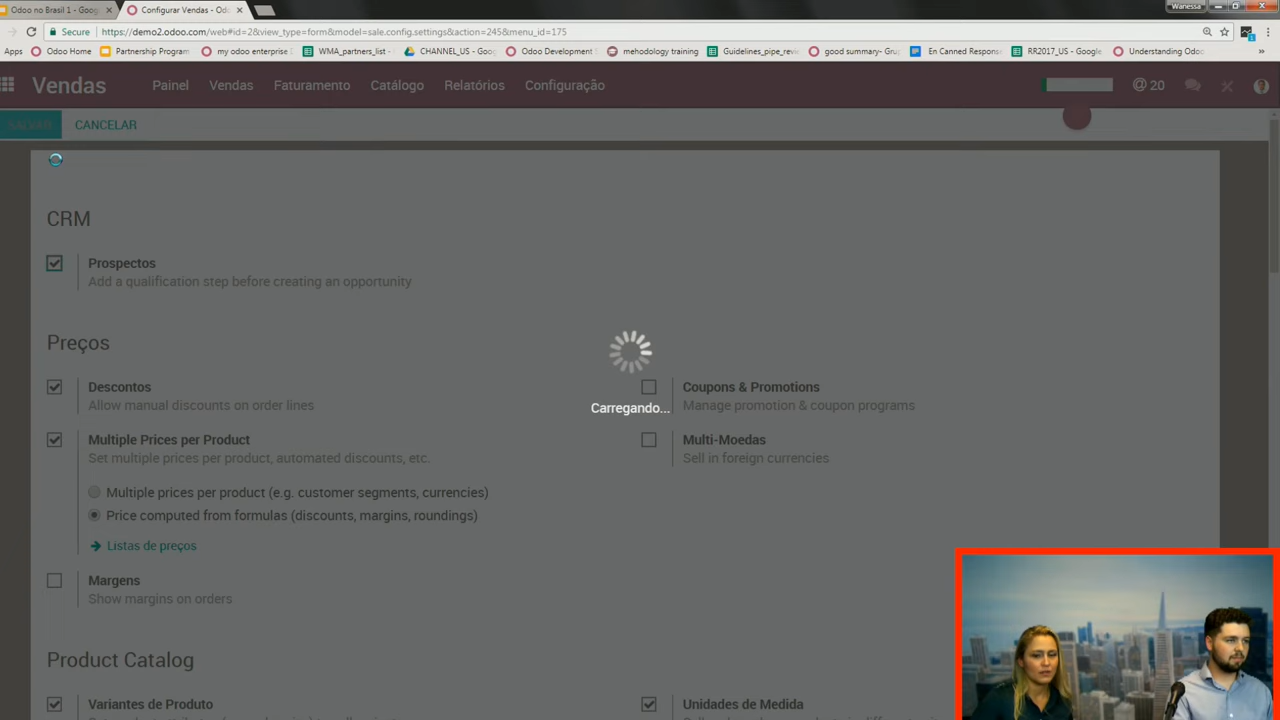 Odoo no Brasil 1 - Goog
Configurar Vendas - Odo
Wanessa
Secure https://demo2.odoo.com/web#id=2&view_type=form&model=sale.config.settings&action=245&menu_id=175
Apps Odoo Home Partnership Program my odoo enterprise WMA_partners_list - CHANNEL_US - Goo Odoo Development mehodology training Guidelines_pipe_revi good summary- Gru En Canned Response RR2017_US - Google Understanding Odoo
Vendas Painel Vendas Faturamento Catálogo Relatórios Configuração @ 20
SALVAR CANCELAR
CRM
Prospectos
Add a qualification step before creating an opportunity
Preços
Descontos
Allow manual discounts on order lines
Coupons & Promotions
Manage promotion & coupon programs
Carregando...
Multiple Prices per Product
Set multiple prices per product, automated discounts, etc.
Multi-Moedas
Sell in foreign currencies
Multiple prices per product (e.g. customer segments, currencies)
Price computed from formulas (discounts, margins, roundings)
Listas de preços
Margens
Show margins on orders
Product Catalog
Variantes de Produto
Unidades de Medida